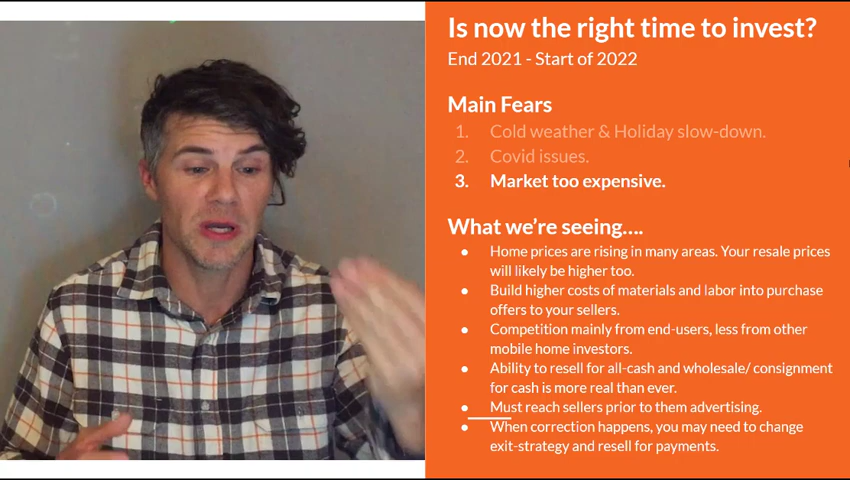 Is now the right time to invest?
End 2021 - Start of 2022
Main Fears
1. Cold weather & Holiday slow-down.
2. Covid issues.
3. Market too expensive.
What we're seeing....
● Home prices are rising in many areas. Your resale prices
will likely be higher too.
● Build higher costs of materials and labor into purchase
offers to your sellers.
● Competition mainly from end-users, less from other
mobile home investors.
● Ability to resell for all-cash and wholesale/ consignment
for cash is more real than ever.
● Must reach sellers prior to them advertising.
● When correction happens, you may need to change
exit-strategy and resell for payments.